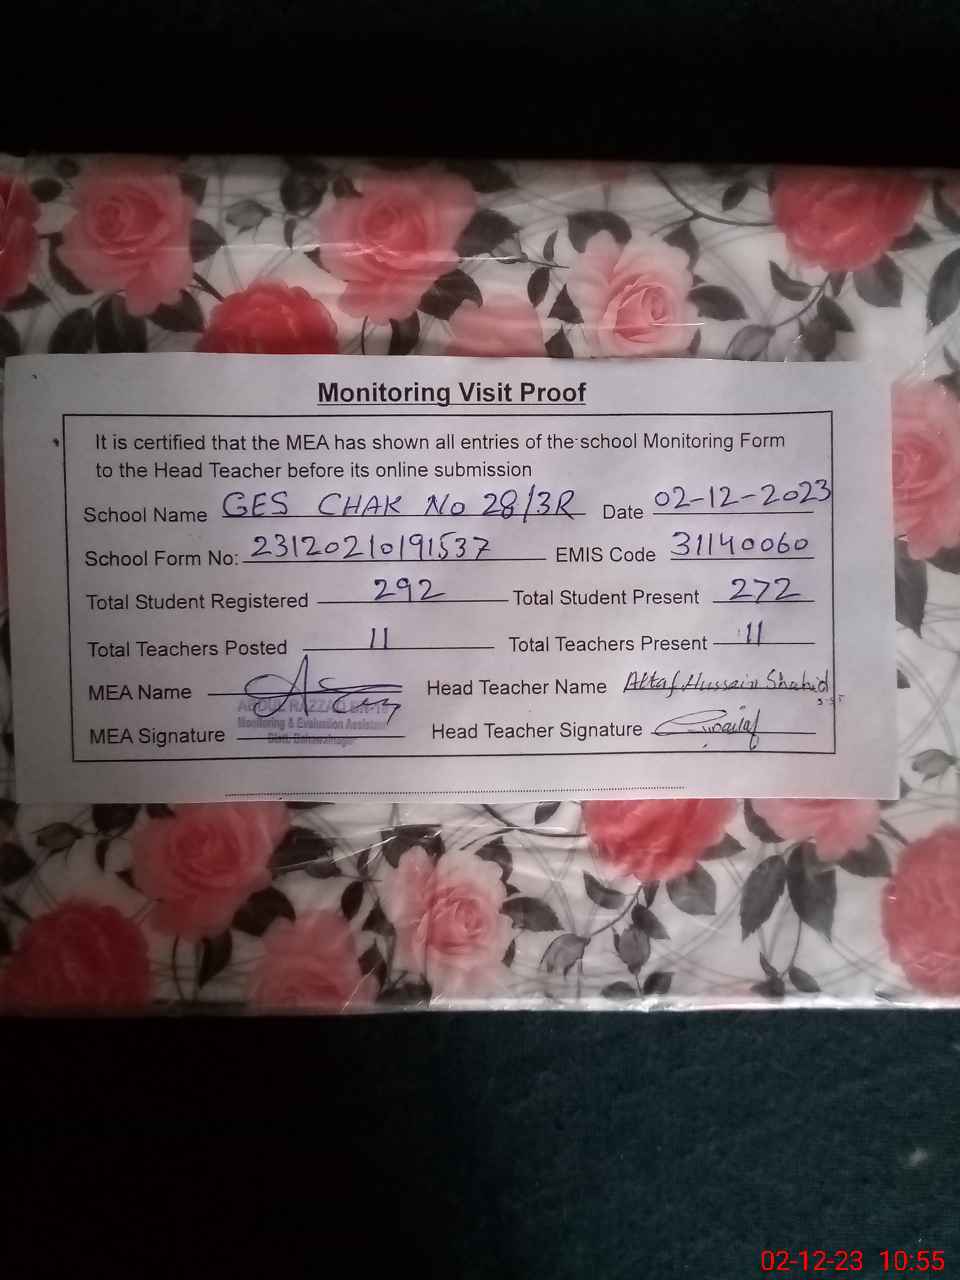 Monitoring Visit Proof
It is certified that the MEA has shown all entries of the school Monitoring Form
to the Head Teacher before its online submission
School Name GES CHAK No 28/3R Date 02-12-2023
School Form No: 23120210191537 EMIS Code 31140060
Total Student Registered 292 Total Student Present 272
Total Teachers Posted 11 Total Teachers Present 11
MEA Name Head Teacher Name Altaf Hussain Shahid
ABDUL RAZZAQ
Monitoring & Evaluation Assistant
Distt. Bahawalnagar
MEA Signature Head Teacher Signature
02-12-23 10:55